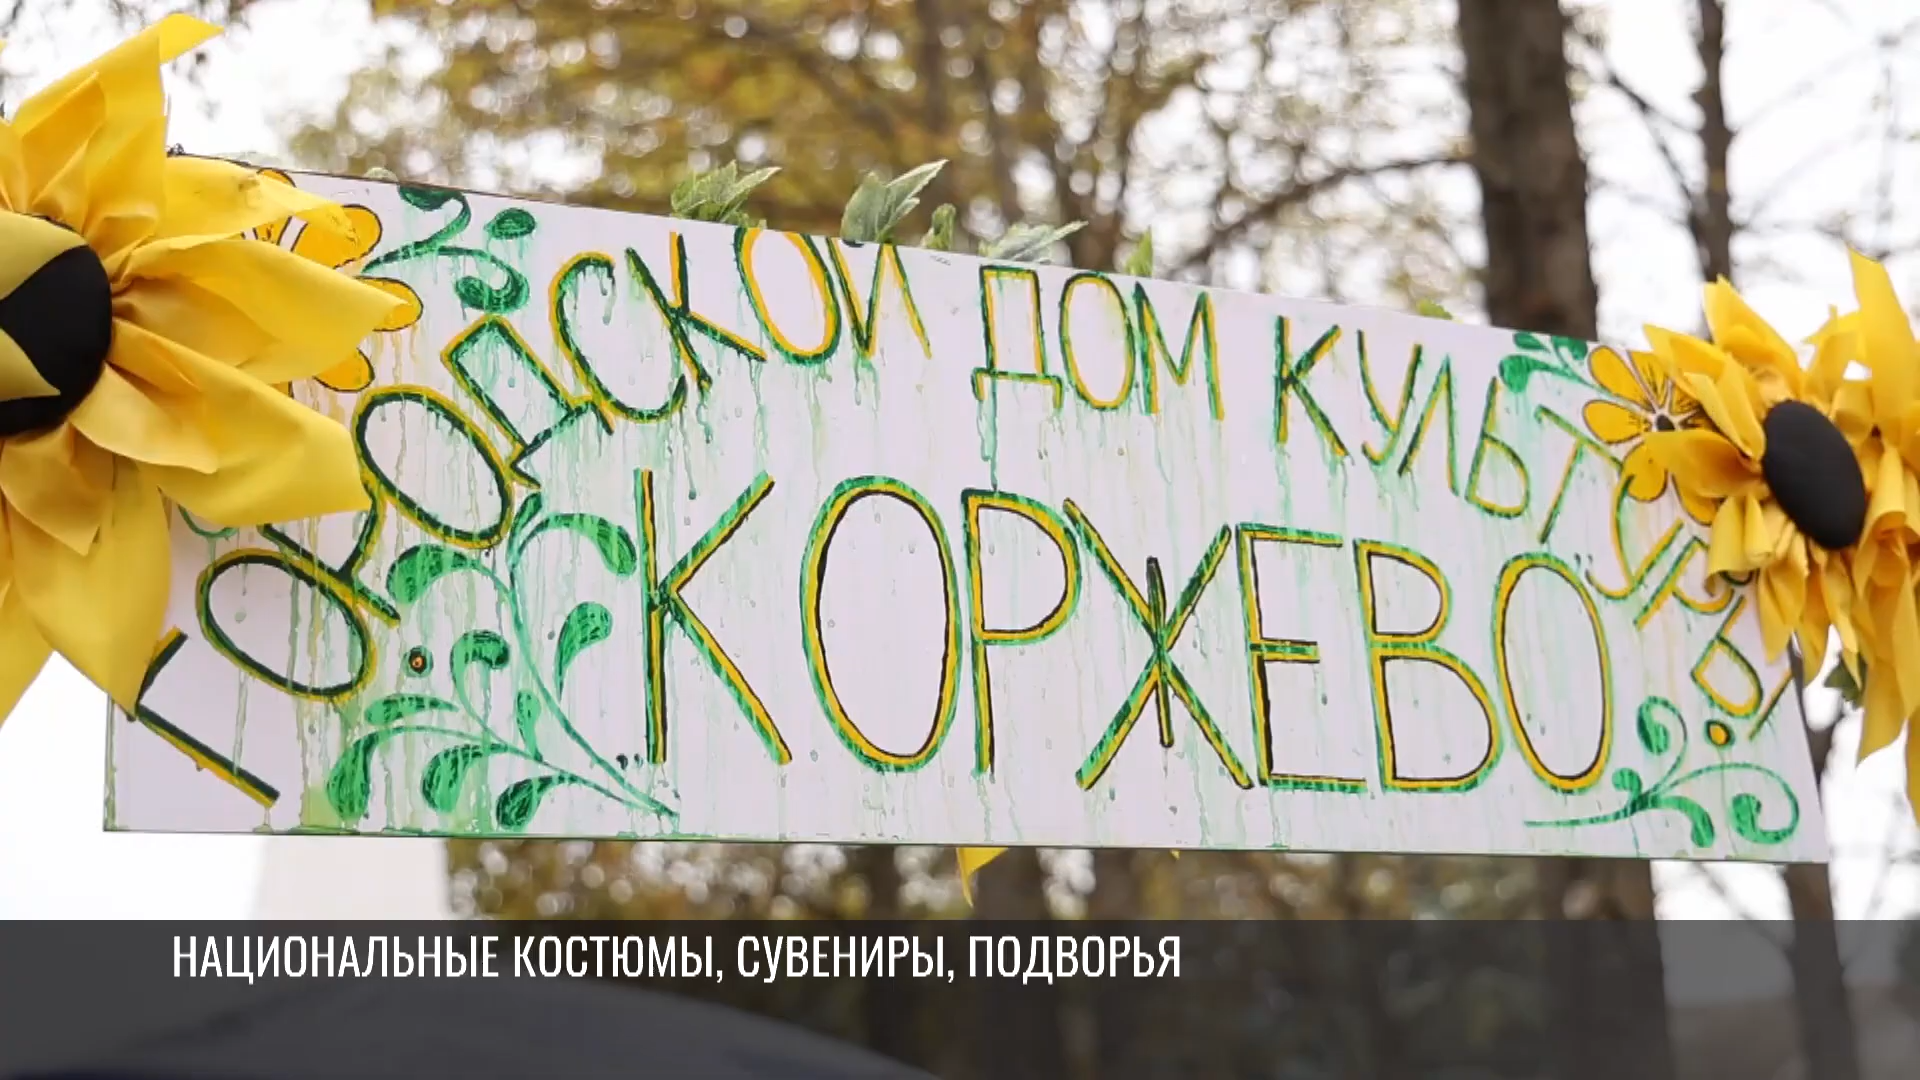 ГОРОДСКОЙ ДОМ КУЛЬТУРЫ
КОРЖЕВО
НАЦИОНАЛЬНЫЕ КОСТЮМЫ, СУВЕНИРЫ, ПОДВОРЬЯ